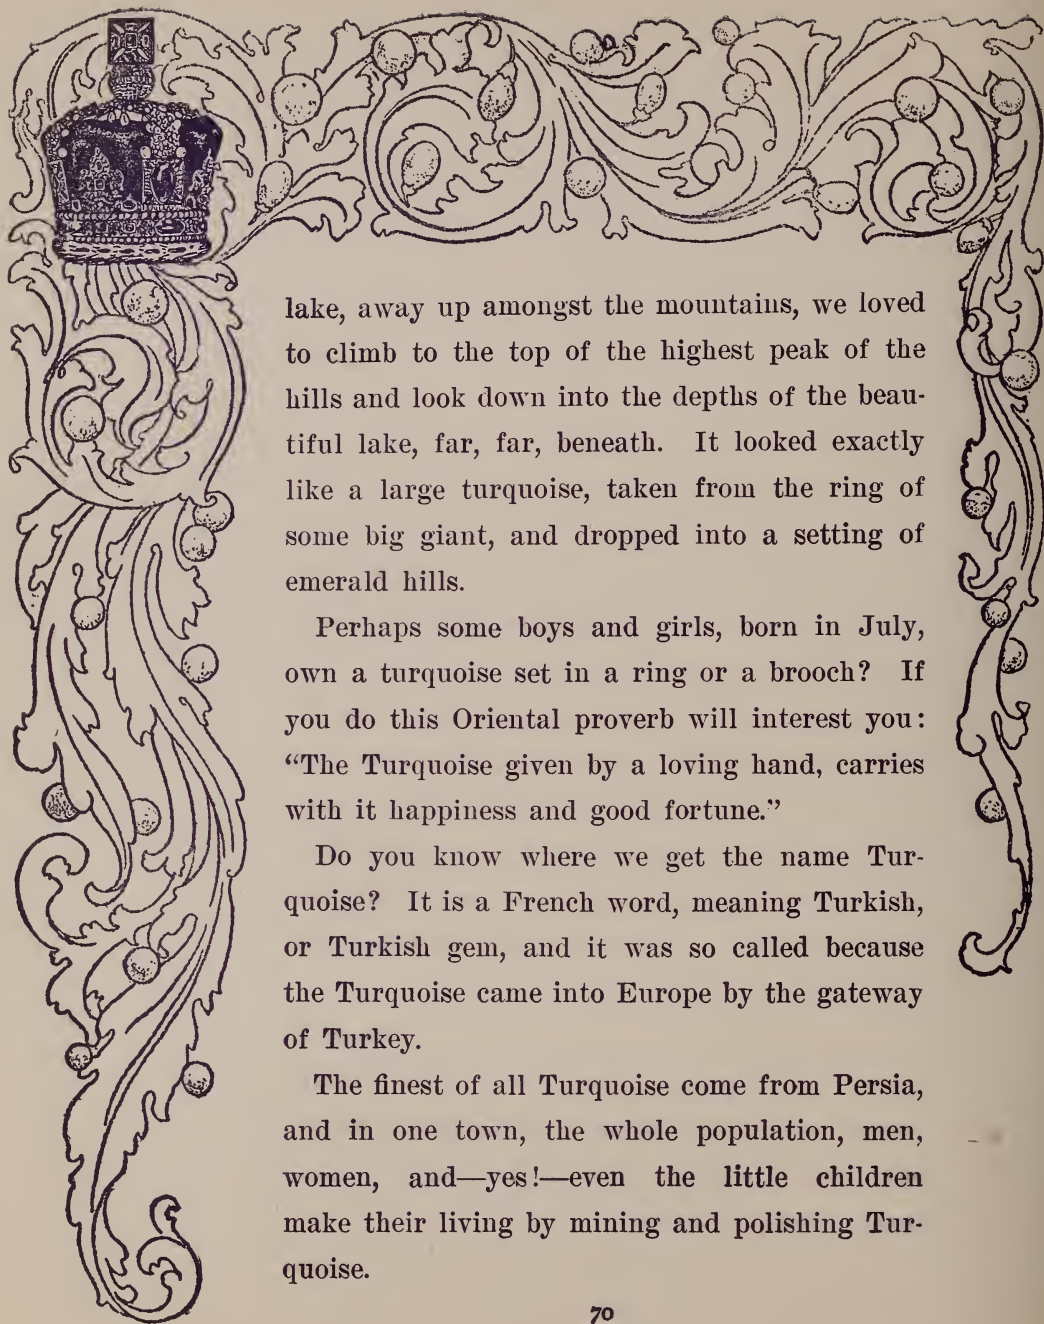 lake, away up amongst the mountains, we loved
to climb to the top of the highest peak of the
hills and look down into the depths of the beau-
tiful lake, far, far, beneath. It looked exactly
like a large turquoise, taken from the ring of
some big giant, and dropped into a setting of
emerald hills.
Perhaps some boys and girls, born in July,
own a turquoise set in a ring or a brooch? If
you do this Oriental proverb will interest you:
“The Turquoise given by a loving hand, carries
with it happiness and good fortune.”
Do you know where we get the name Tur-
quoise? It is a French word, meaning Turkish,
or Turkish gem, and it was so called because
the Turquoise came into Europe by the gateway
of Turkey.
The finest of all Turquoise come from Persia,
and in one town, the whole population, men,
women, and—yes!—even the little children
make their living by mining and polishing Tur-
quoise.
70